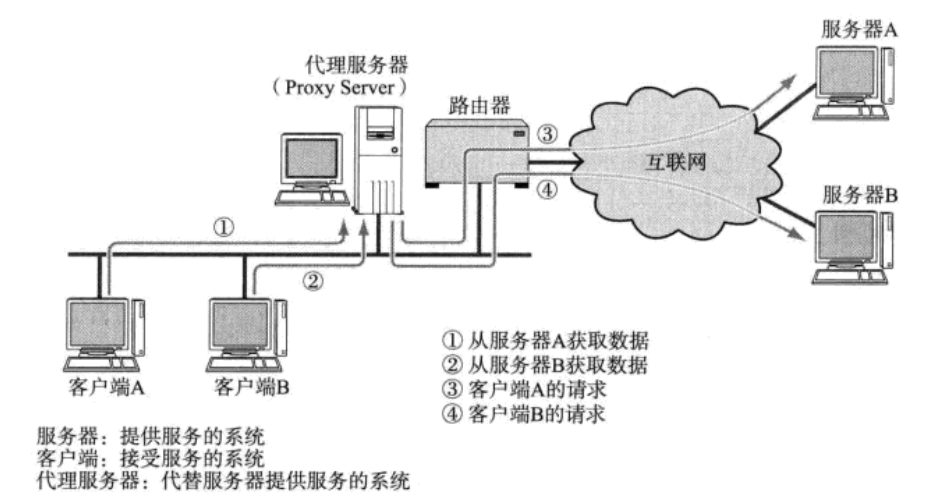 服务器A
代理服务器
（Proxy Server）
路由器
③
互联网
④
服务器B
①
②
客户端A
客户端B
① 从服务器A获取数据
② 从服务器B获取数据
③ 客户端A的请求
④ 客户端B的请求
服务器：提供服务的系统
客户端：接受服务的系统
代理服务器：代替服务器提供服务的系统